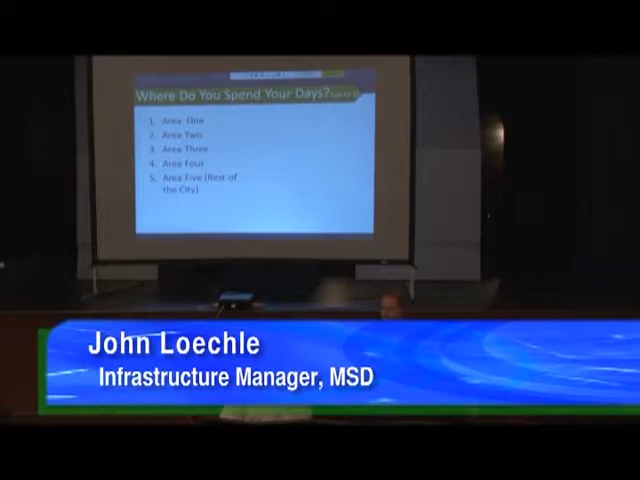 Where Do You Spend Your Days?
1. Area One
2. Area Two
3. Area Three
4. Area Four
5. Area Five (Rest of
the City)
John Loechle
Infrastructure Manager, MSD